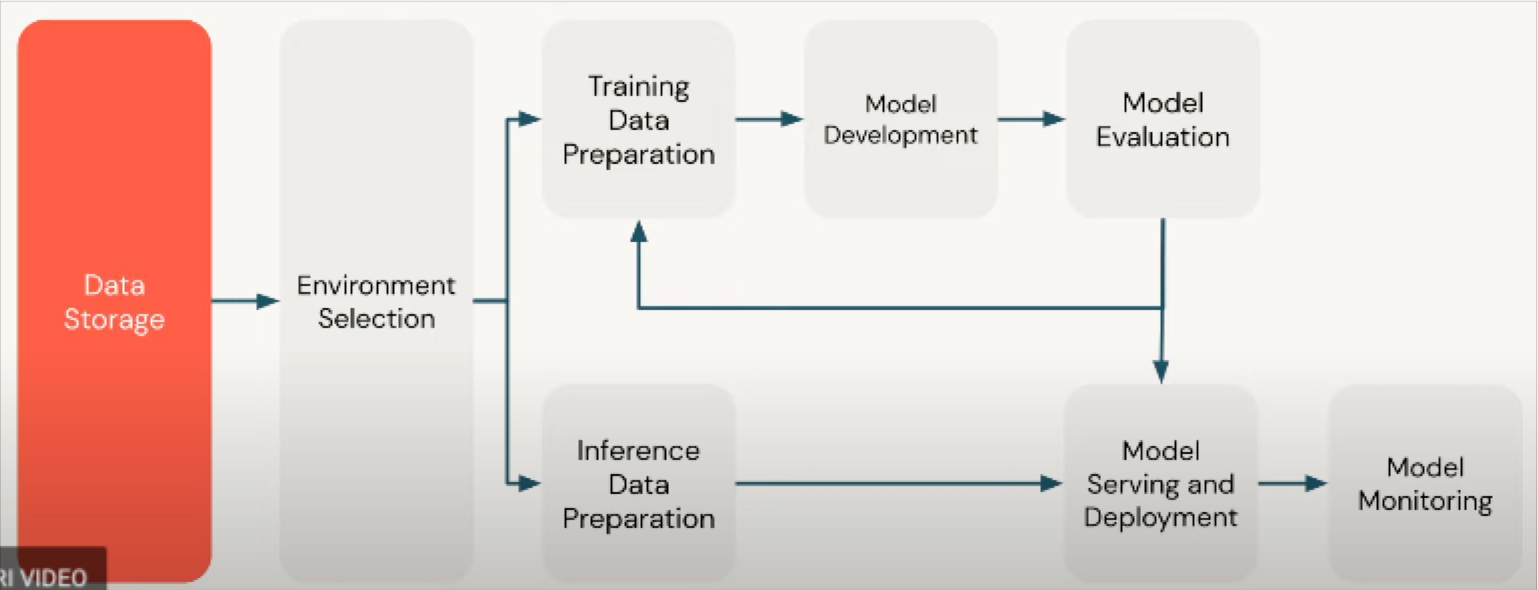 Data
Storage
Environment
Selection
Training
Data
Preparation
Model
Development
Model
Evaluation
Inference
Data
Preparation
Model
Serving and
Deployment
Model
Monitoring
RI VIDEO